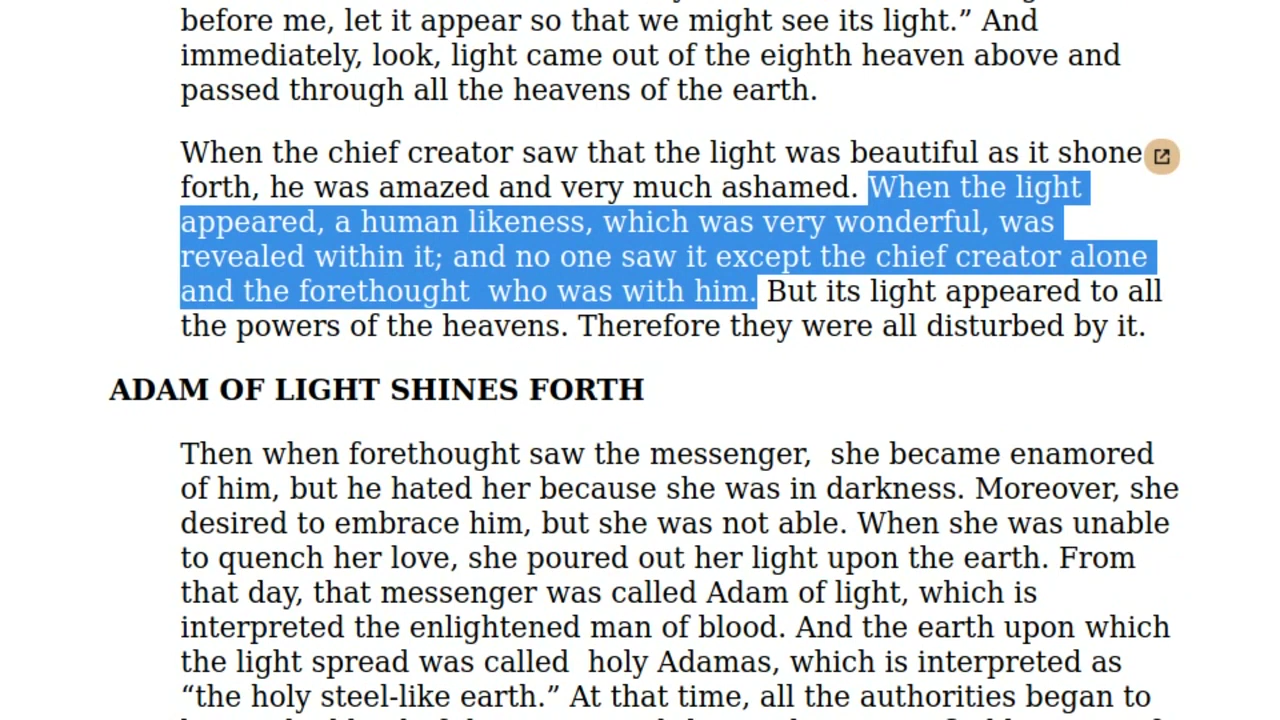 before me, let it appear so that we might see its light.” And
immediately, look, light came out of the eighth heaven above and
passed through all the heavens of the earth.
When the chief creator saw that the light was beautiful as it shone
forth, he was amazed and very much ashamed. When the light
appeared, a human likeness, which was very wonderful, was
revealed within it; and no one saw it except the chief creator alone
and the forethought  who was with him. But its light appeared to all
the powers of the heavens. Therefore they were all disturbed by it.
ADAM OF LIGHT SHINES FORTH
Then when forethought saw the messenger,  she became enamored
of him, but he hated her because she was in darkness. Moreover, she
desired to embrace him, but she was not able. When she was unable
to quench her love, she poured out her light upon the earth. From
that day, that messenger was called Adam of light, which is
interpreted the enlightened man of blood. And the earth upon which
the light spread was called  holy Adamas, which is interpreted as
“the holy steel-like earth.” At that time, all the authorities began to